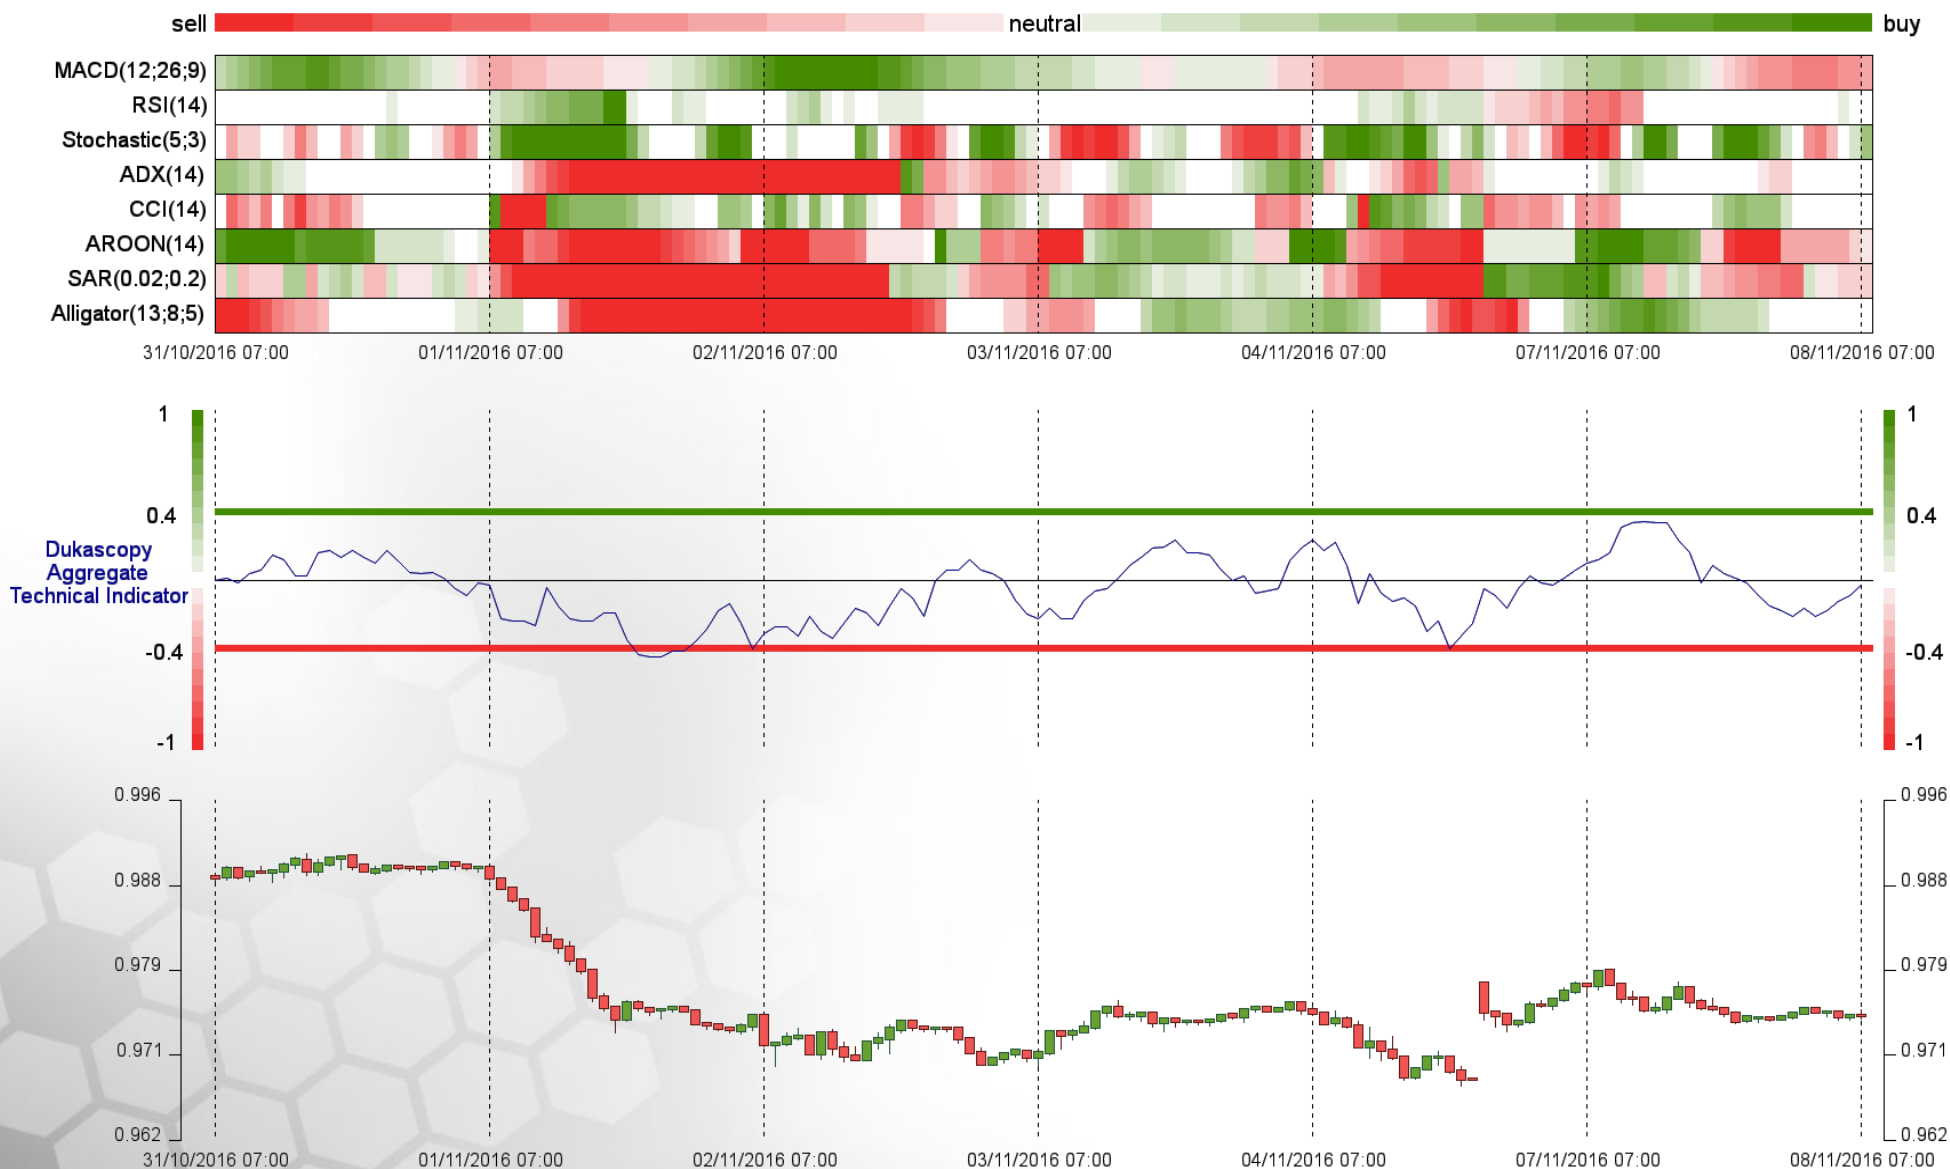 sell neutral buy
MACD(12;26;9)
RSI(14)
Stochastic(5;3)
ADX(14)
CCI(14)
AROON(14)
SAR(0.02;0.2)
Alligator(13;8;5)
31/10/2016 07:00 01/11/2016 07:00 02/11/2016 07:00 03/11/2016 07:00 04/11/2016 07:00 07/11/2016 07:00 08/11/2016 07:00
1 1
0.4 0.4
Dukascopy
Aggregate
Technical Indicator
-0.4 -0.4
-1 -1
0.996 0.996
0.988 0.988
0.979 0.979
0.971 0.971
0.962 0.962
31/10/2016 07:00 01/11/2016 07:00 02/11/2016 07:00 03/11/2016 07:00 04/11/2016 07:00 07/11/2016 07:00 08/11/2016 07:00